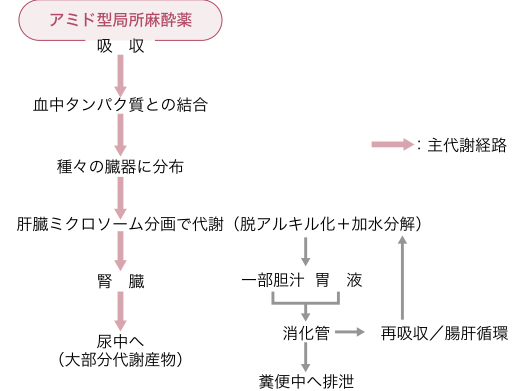 アミド型局所麻酔薬
吸 収
血中タンパク質との結合
種々の臓器に分布
:主代謝経路
肝臓ミクロソーム分画で代謝(脱アルキル化+加水分解)
腎 臓
一部胆汁 胃 液
尿中へ
(大部分代謝産物)
消化管
再吸収/腸肝循環
糞便中へ排泄